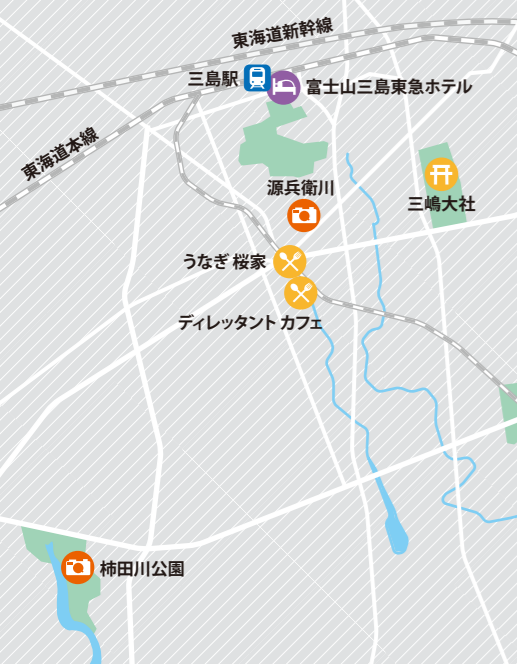 東海道新幹線
三島駅
富士山三島東急ホテル
東海道本線
源兵衛川
三嶋大社
うなぎ 桜家
ディレッタント カフェ
柿田川公園